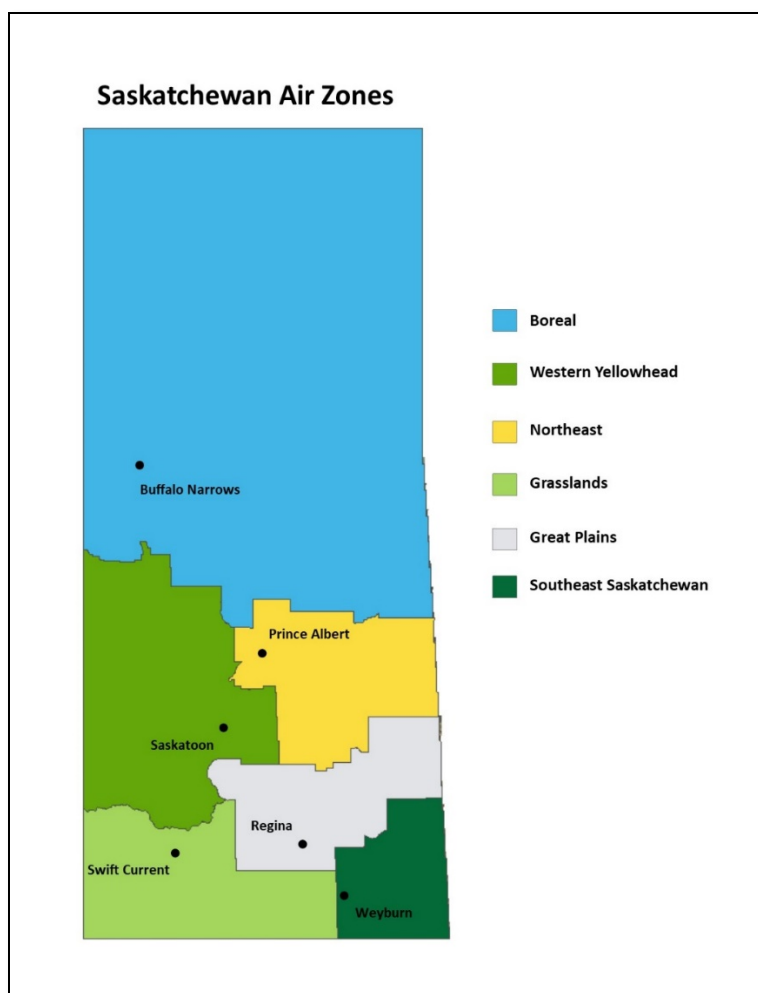 Saskatchewan Air Zones
Boreal
Western Yellowhead
Northeast
Grasslands
Great Plains
Southeast Saskatchewan
Buffalo Narrows
Prince Albert
Saskatoon
Regina
Swift Current
Weyburn